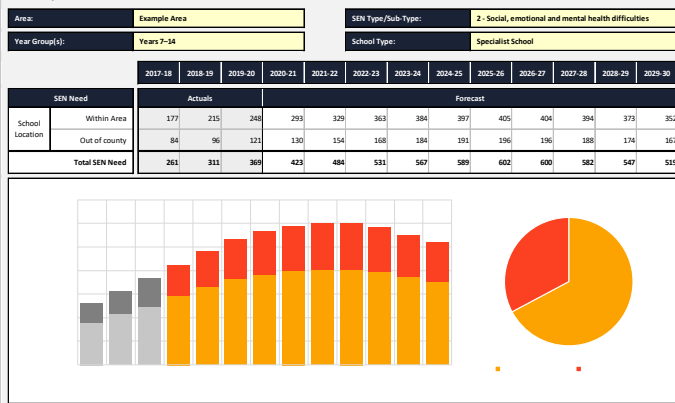 Area: Example Area SEN Type/Sub-Type: 2 - Social, emotional and mental health difficulties
Year Group(s): Years 7–14 School Type: Specialist School
2017-18 2018-19 2019-20 2020-21 2021-22 2022-23 2023-24 2024-25 2025-26 2026-27 2027-28 2028-29 2029-30
SEN Need Actuals Forecast
School Location Within Area 177 215 248 293 329 363 384 397 405 404 394 373 352
Out of county 84 96 121 130 154 168 184 191 196 196 188 174 167
Total SEN Need 261 311 369 423 484 531 567 589 602 600 582 547 519